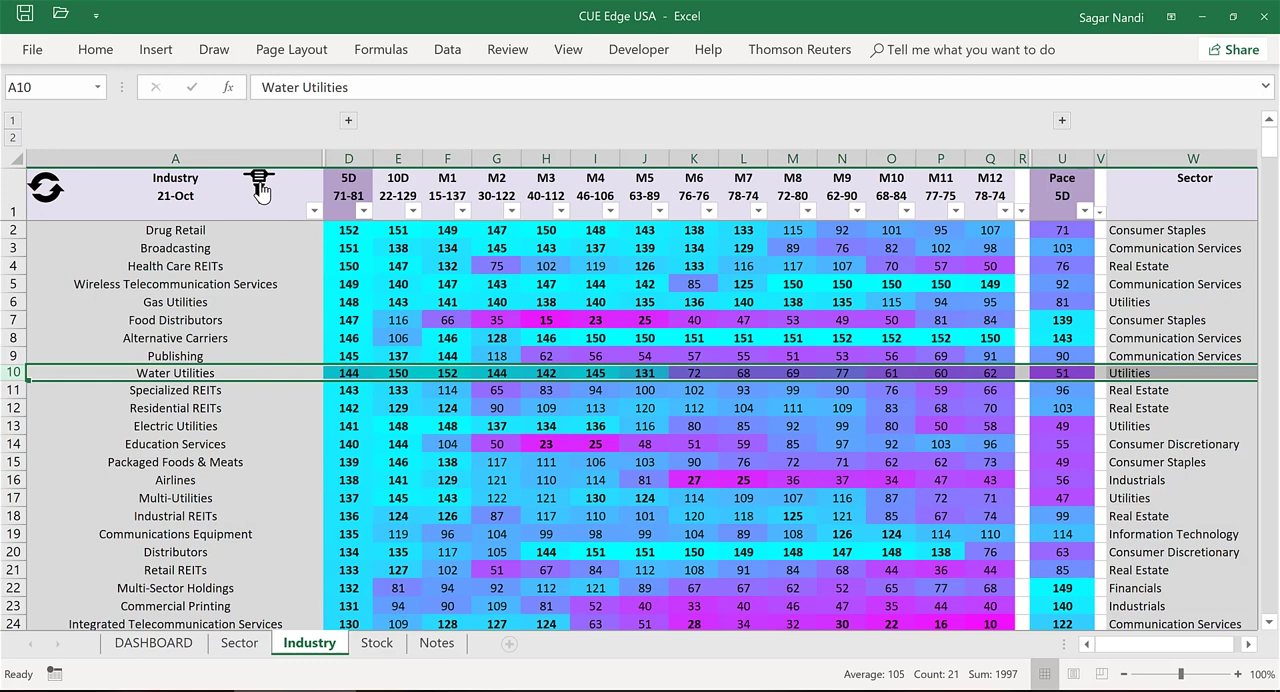 CUE Edge USA - Excel
Sagar Nandi
File Home Insert Draw Page Layout Formulas Data Review View Developer Help Thomson Reuters Tell me what you want to do Share
A10 fx Water Utilities
1 + +
2
A D E F G H I J K L M N O P Q R U V W
Industry 5D 10D M1 M2 M3 M4 M5 M6 M7 M8 M9 M10 M11 M12 Pace Sector
1 21-Oct 71-81 22-129 15-137 30-122 40-112 46-106 63-89 76-76 78-74 72-80 62-90 68-84 77-75 78-74 5D
2 Drug Retail 152 151 149 147 150 148 143 138 133 115 92 101 95 107 71 Consumer Staples
3 Broadcasting 151 138 134 145 143 137 139 134 129 89 76 82 102 98 103 Communication Services
4 Health Care REITs 150 147 132 75 102 119 126 133 116 117 107 70 57 50 76 Real Estate
5 Wireless Telecommunication Services 149 140 147 143 147 144 142 85 125 150 150 150 150 149 92 Communication Services
6 Gas Utilities 148 143 141 140 138 140 135 136 140 138 135 115 94 95 81 Utilities
7 Food Distributors 147 116 66 35 15 23 25 40 47 53 49 50 81 84 139 Consumer Staples
8 Alternative Carriers 146 106 146 128 146 150 150 151 151 151 152 152 152 150 143 Communication Services
9 Publishing 145 137 144 118 62 56 54 57 55 51 53 56 69 91 90 Communication Services
10 Water Utilities 144 150 152 144 142 145 131 72 68 69 77 61 60 62 51 Utilities
11 Specialized REITs 143 133 114 65 83 94 100 102 93 99 90 76 59 66 96 Real Estate
12 Residential REITs 142 129 124 90 109 113 120 112 104 111 109 83 68 70 103 Real Estate
13 Electric Utilities 141 148 148 137 134 136 116 80 85 92 99 80 50 58 49 Utilities
14 Education Services 140 144 104 50 23 25 48 51 59 85 97 92 103 96 55 Consumer Discretionary
15 Packaged Foods & Meats 139 146 138 117 111 106 103 90 76 72 71 62 62 73 49 Consumer Staples
16 Airlines 138 141 129 121 110 114 81 27 25 36 37 34 47 43 56 Industrials
17 Multi-Utilities 137 145 143 122 121 130 124 114 109 107 116 87 72 71 47 Utilities
18 Industrial REITs 136 124 126 87 117 110 101 120 118 125 121 85 67 74 99 Real Estate
19 Communications Equipment 135 119 96 104 99 98 99 104 89 108 126 124 114 110 114 Information Technology
20 Distributors 134 135 117 105 144 151 151 150 149 148 147 148 138 76 63 Consumer Discretionary
21 Retail REITs 133 127 102 51 67 84 112 108 91 84 68 44 36 44 85 Real Estate
22 Multi-Sector Holdings 132 81 94 92 112 121 89 67 67 62 52 65 77 68 149 Financials
23 Commercial Printing 131 94 90 109 81 52 40 33 40 46 47 35 44 40 140 Industrials
24 Integrated Telecommunication Services 130 109 128 127 124 63 51 28 34 32 30 22 16 10 122 Communication Services
DASHBOARD Sector Industry Stock Notes
Ready Average: 105 Count: 21 Sum: 1997 100%